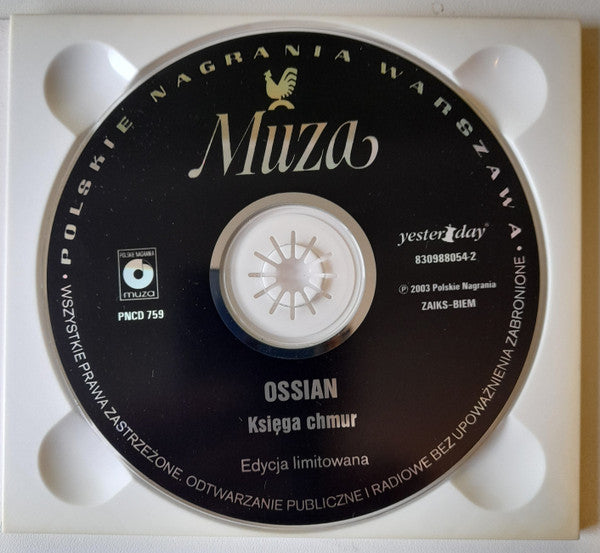 • POLSKIE NAGRANIA WARSZAWA •
Muza
POLSKIE NAGRANIA
muza
PNCD 759
yesterday®
830988054-2
℗ 2003 Polskie Nagrania
ZAIKS-BIEM
OSSIAN
Księga chmur
Edycja limitowana
WSZYSTKIE PRAWA ZASTRZEŻONE. ODTWARZANIE PUBLICZNE I RADIOWE BEZ UPOWAŻNIENIA ZABRONIONE